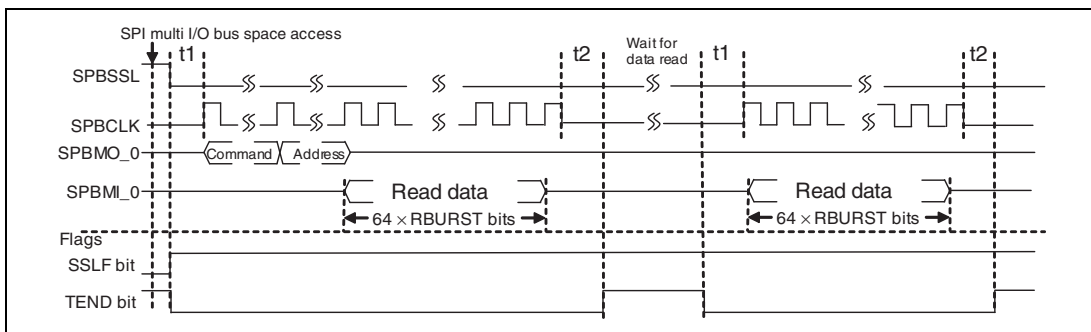 SPI multi I/O bus space access
t1
t2
Wait for
data read
t1
t2
SPBSSL
SPBCLK
SPBMO_0
Command
Address
SPBMI_0
Read data
Read data
64 × RBURST bits
64 × RBURST bits
Flags
SSLF bit
TEND bit